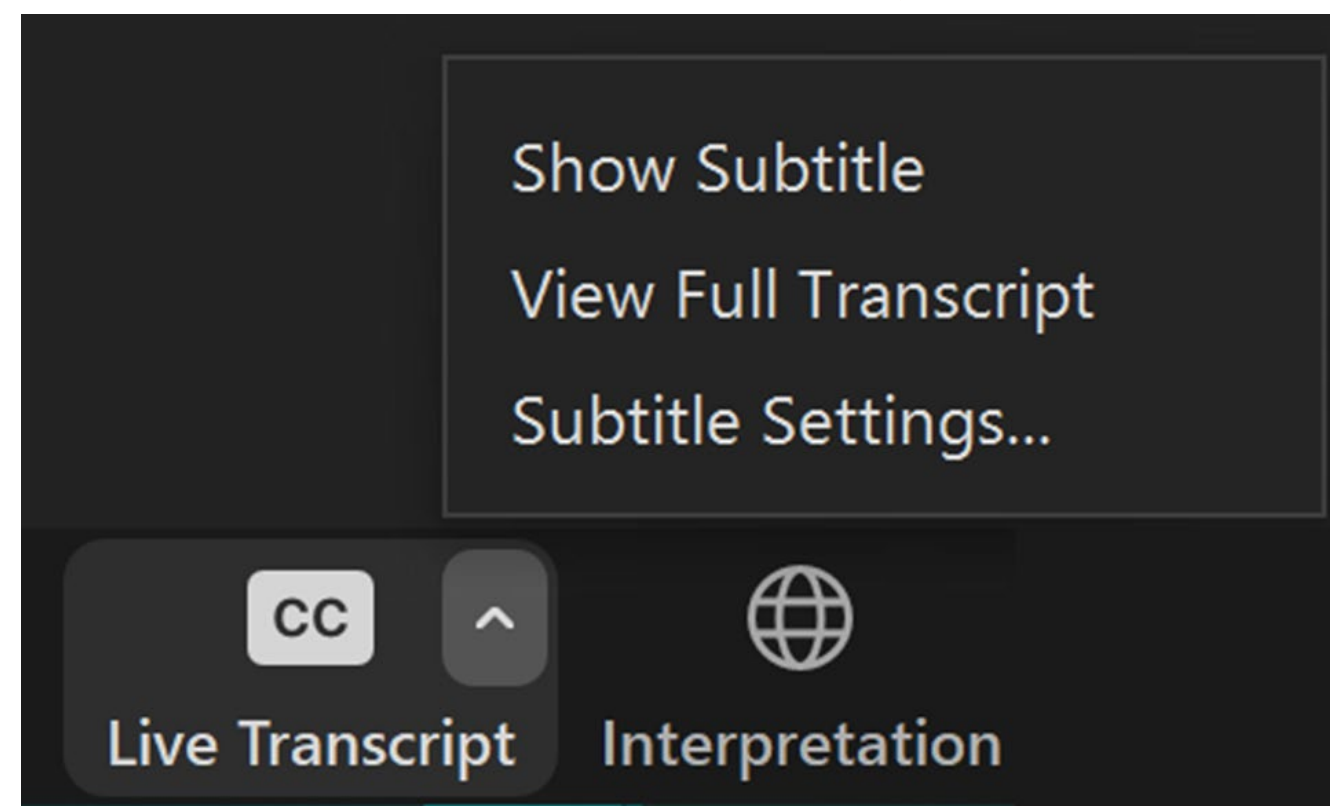 Show Subtitle
View Full Transcript
Subtitle Settings...
CC
Live Transcript
Interpretation